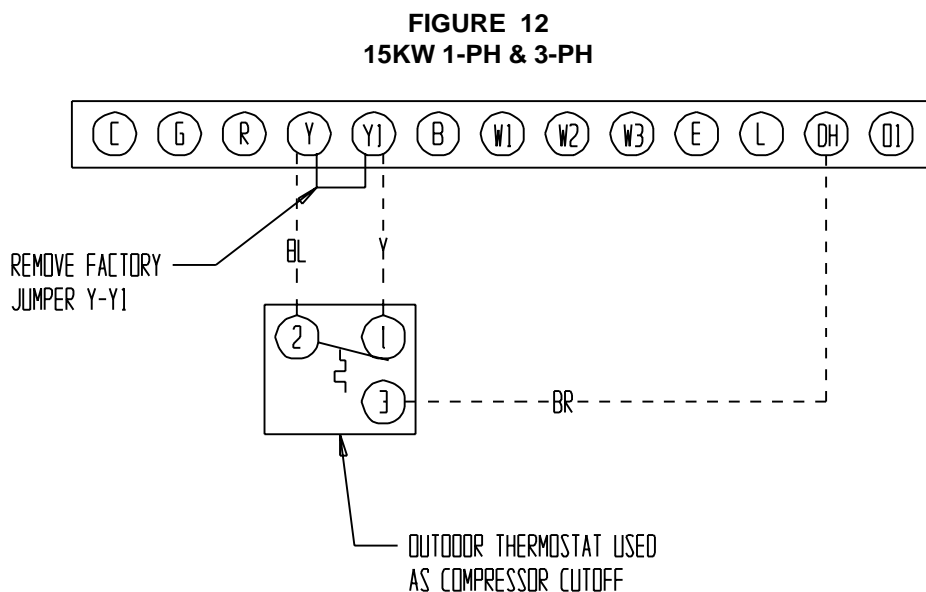 FIGURE 12
15KW 1-PH & 3-PH
C G R Y Y1 B W1 W2 W3 E L OH O1
BL Y
REMOVE FACTORY
JUMPER Y-Y1
2 1
3 BR
OUTDOOR THERMOSTAT USED
AS COMPRESSOR CUTOFF